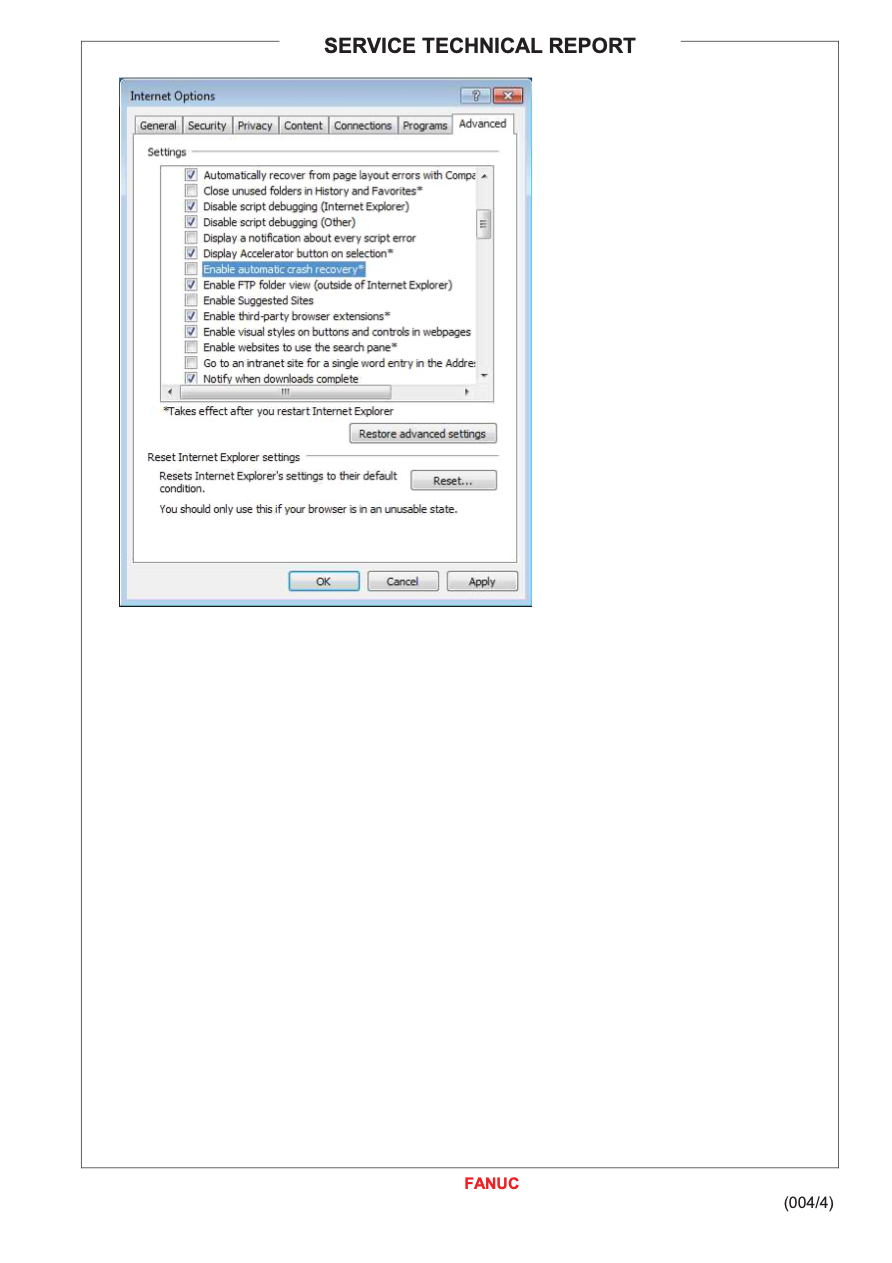 SERVICE TECHNICAL REPORT
Internet Options
General Security Privacy Content Connections Programs Advanced
Settings
Automatically recover from page layout errors with Compa
Close unused folders in History and Favorites*
Disable script debugging (Internet Explorer)
Disable script debugging (Other)
Display a notification about every script error
Display Accelerator button on selection*
Enable automatic crash recovery*
Enable FTP folder view (outside of Internet Explorer)
Enable Suggested Sites
Enable third-party browser extensions*
Enable visual styles on buttons and controls in webpages
Enable websites to use the search pane*
Go to an intranet site for a single word entry in the Addre
Notify when downloads complete
*Takes effect after you restart Internet Explorer
Restore advanced settings
Reset Internet Explorer settings
Resets Internet Explorer's settings to their default
condition.
Reset...
You should only use this if your browser is in an unusable state.
OK Cancel Apply
FANUC
(004/4)